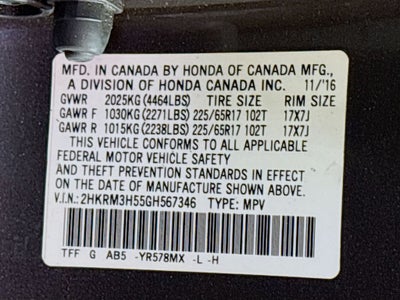 MFD. IN CANADA BY HONDA OF CANADA MFG.,
A DIVISION OF HONDA CANADA INC. 11/'16
GVWR 2025KG (4464LBS) TIRE SIZE RIM SIZE
GAWR F 1030KG (2271LBS) 225/65R17 102T 17X7J
GAWR R 1015KG (2238LBS) 225/65R17 102T 17X7J
THIS VEHICLE CONFORMS TO ALL APPLICABLE
FEDERAL MOTOR VEHICLE SAFETY
AND THEFT PREVENTION STANDARDS IN EFFECT ON
THE DATE OF MANUFACTURE SHOWN ABOVE.
V.I.N.: 2HKRM3H55GH567346 TYPE: MPV
TFF G AB5 -YR578MX -L -H